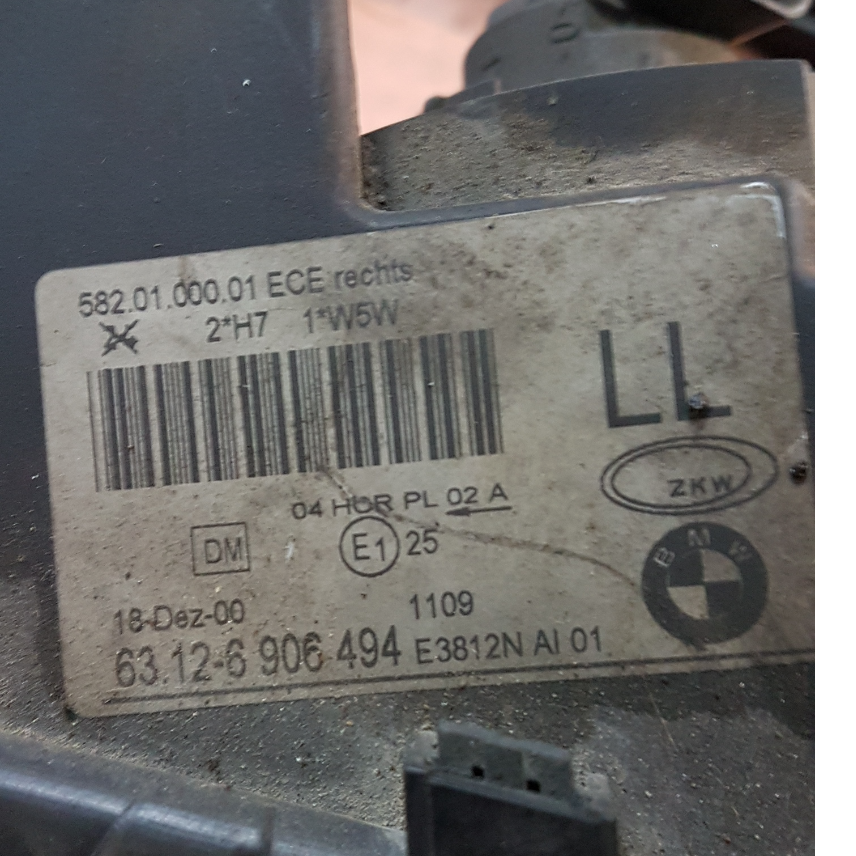 582.01.000.01 ECE rechts
2*H7 1*W5W
LL
ZKW
04 HCR PL 02 A
DM E1 25
BMW
18-Dez-00 1109
63.12-6 906 494 E3812N AI 01